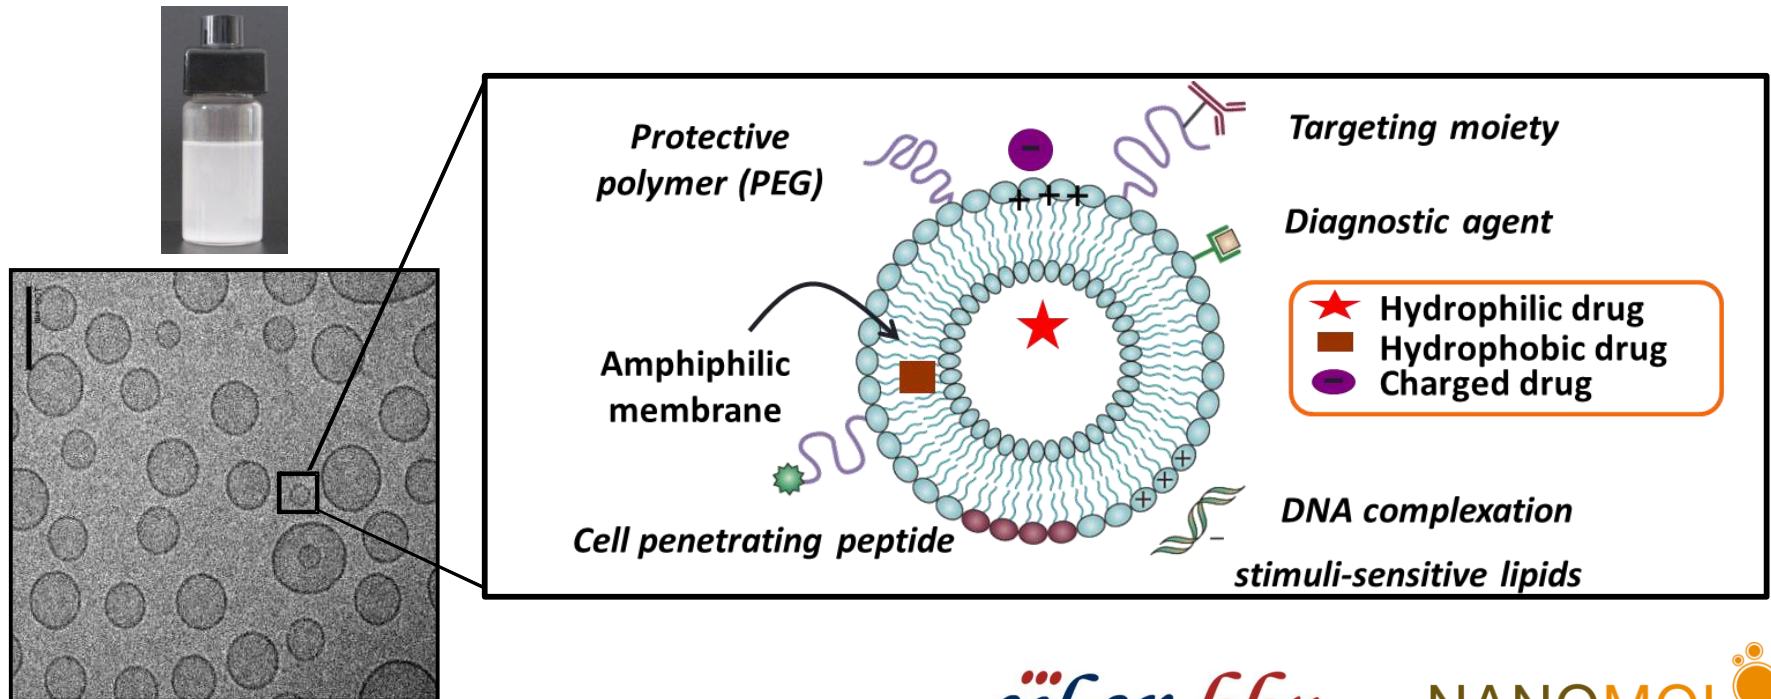 Protective
polymer (PEG)
Targeting moiety
Diagnostic agent
Hydrophilic drug
Hydrophobic drug
Charged drug
Amphiphilic
membrane
Cell penetrating peptide
DNA complexation
stimuli-sensitive lipids